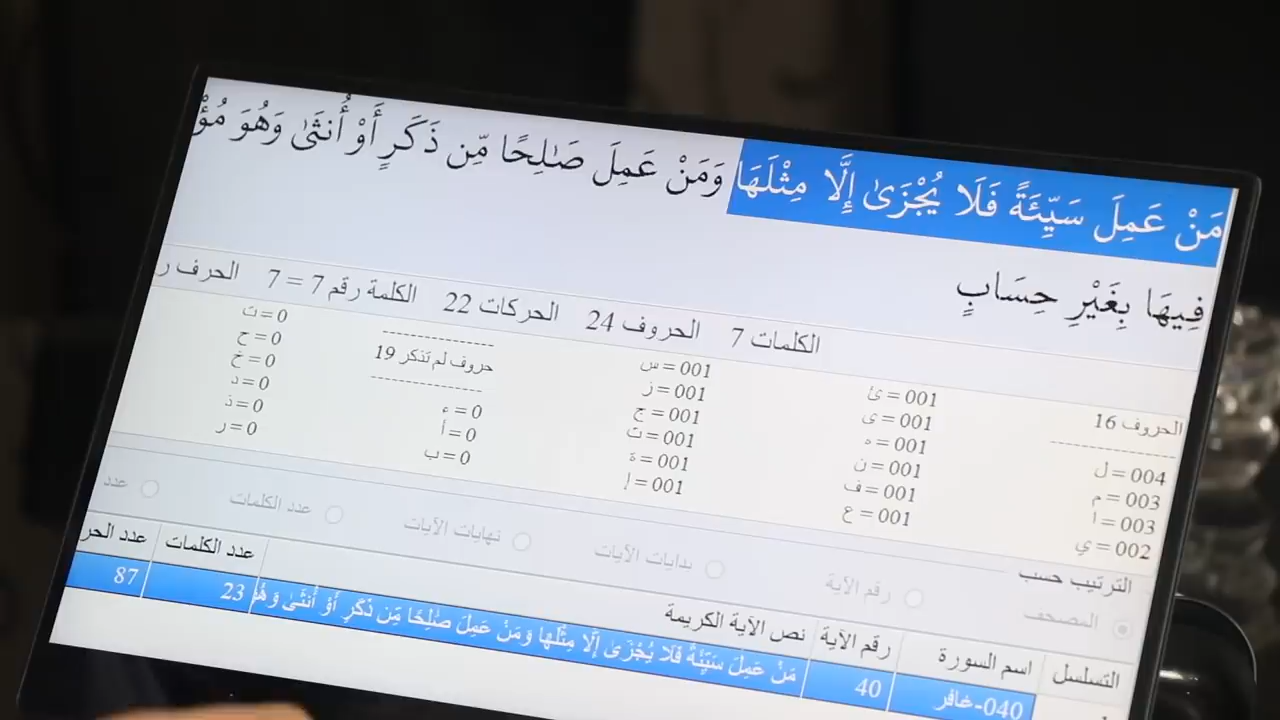 مَنْ عَمِلَ سَيِّئَةً فَلَا يُجْزَىٰ إِلَّا مِثْلَهَا وَمَنْ عَمِلَ صَـٰلِحًا مِّن ذَكَرٍ أَوْ أُنثَىٰ وَهُوَ
فِيهَا بِغَيْرِ حِسَابٍ
الكلمات 7 الحروف 24 الحركات 22 الكلمة رقم 7 = 7 الحرف
الحروف 16
----------------
004 = ل
003 = م
003 = ا
002 = ي
001 = ئ
001 = ى
001 = ه
001 = ن
001 = ف
001 = ع
001 = س
001 = ز
001 = ج
001 = ت
001 = ة
001 = إ
----------------
حروف لم تذكر 19
----------------
0 = ء
0 = أ
0 = ب
0 = ث
0 = ح
0 = خ
0 = د
0 = ذ
0 = ر
الترتيب حسب
المصحف رقم الآية بدايات الآيات نهايات الآيات عدد الكلمات عدد
التسلسل اسم السورة رقم الآية نص الآية الكريمة عدد الكلمات عدد
040-غافر 40 مَنْ عَمِلَ سَيِّئَةً فَلَا يُجْزَىٰ إِلَّا مِثْلَهَا وَمَنْ عَمِلَ صَـٰلِحًا مِّن ذَكَرٍ أَوْ أُنثَىٰ 23 87